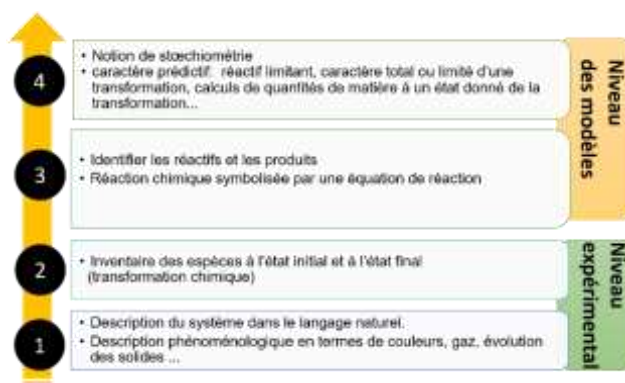 4
• Notion de stœchiométrie
• caractère prédictif: réactif limitant, caractère total ou limité d'une
transformation, calculs de quantités de matière à un état donné de la
transformation...
Niveau
des modèles
3
• Identifier les réactifs et les produits
• Réaction chimique symbolisée par une équation de réaction
2
• Inventaire des espèces à l'état initial et à l'état final
(transformation chimique)
Niveau
expérimental
1
• Description du système dans le langage naturel.
• Description phénoménologique en termes de couleurs, gaz, évolution
des solides ...